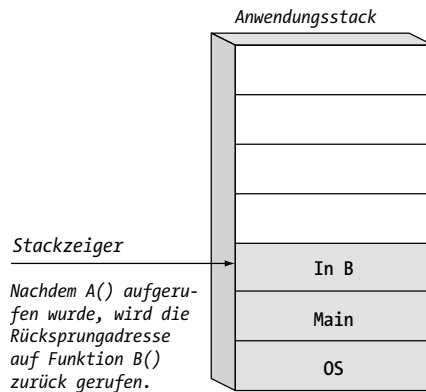 Anwendungsstack
Stackzeiger
In B
Nachdem A() aufgeru-
fen wurde, wird die
Rücksprungadresse
auf Funktion B()
zurück gerufen.
Main
OS